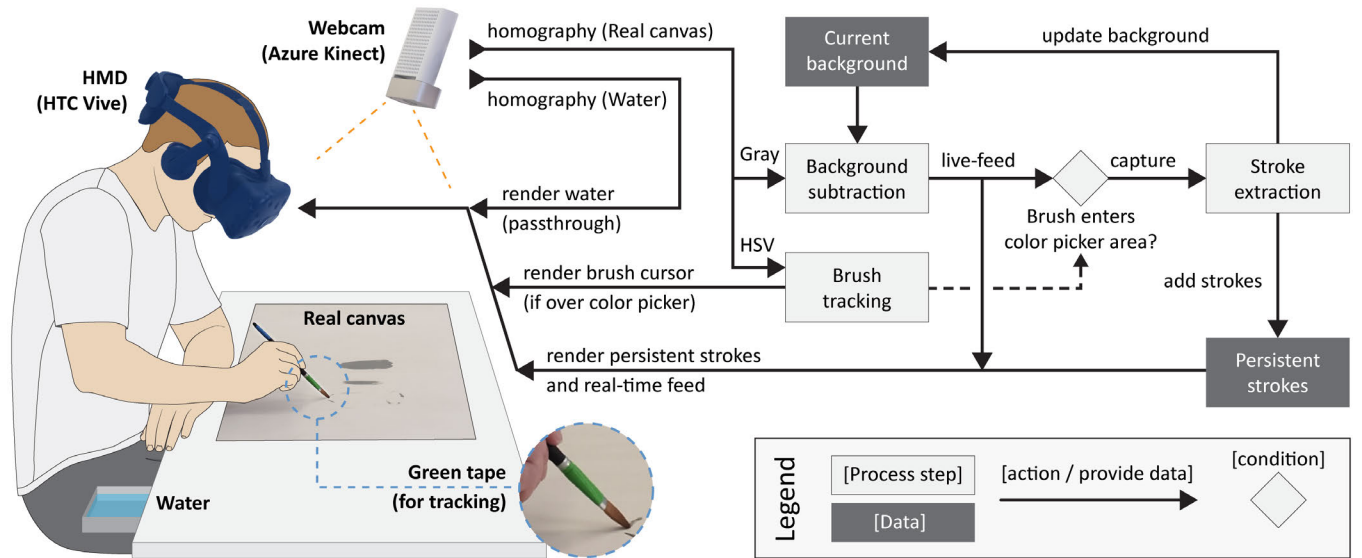 Webcam
(Azure Kinect)
HMD
(HTC Vive)
homography (Real canvas)
homography (Water)
Current
background
update background
Gray
Background
subtraction
live-feed
capture
Stroke
extraction
Brush enters
color picker area?
render water
(passthrough)
HSV
Brush
tracking
render brush cursor
(if over color picker)
add strokes
Real canvas
render persistent strokes
and real-time feed
Persistent
strokes
Green tape
(for tracking)
Water
Legend
[Process step]
[Data]
[action / provide data]
[condition]